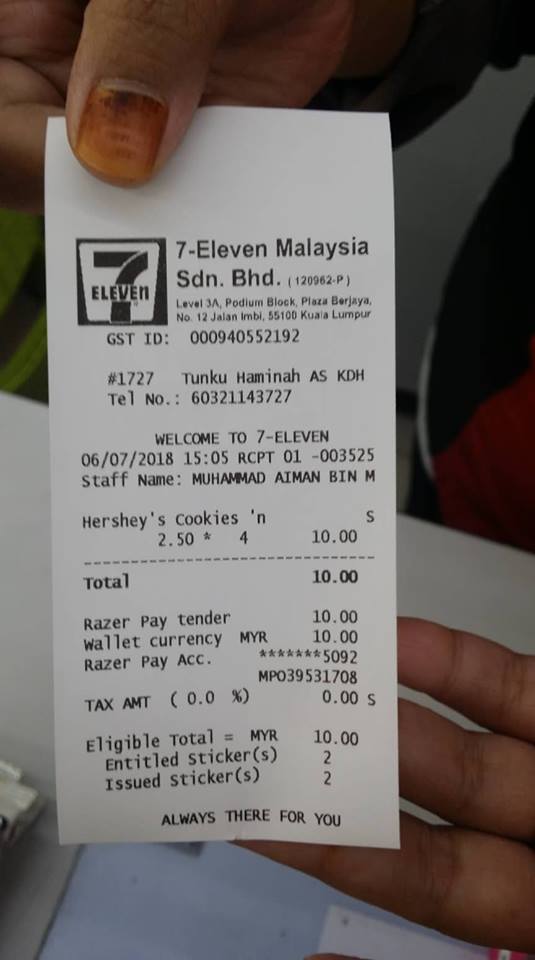 7
ELEVEn
7-Eleven Malaysia
Sdn. Bhd. (120962-P)
Level 3A, Podium Block, Plaza Berjaya,
No. 12 Jalan Imbi, 55100 Kuala Lumpur
GST ID: 000940552192
#1727 Tunku Haminah AS KDH
Tel No.: 60321143727
WELCOME TO 7-ELEVEN
06/07/2018 15:05 RCPT 01 -003525
Staff Name: MUHAMMAD AIMAN BIN M
Hershey's Cookies 'n S
2.50 * 4 10.00
Total 10.00
Razer Pay tender 10.00
Wallet currency MYR 10.00
Razer Pay Acc. *******5092
MPO39531708
TAX AMT ( 0.0 %) 0.00 S
Eligible Total = MYR 10.00
Entitled Sticker(s) 2
Issued Sticker(s) 2
ALWAYS THERE FOR YOU